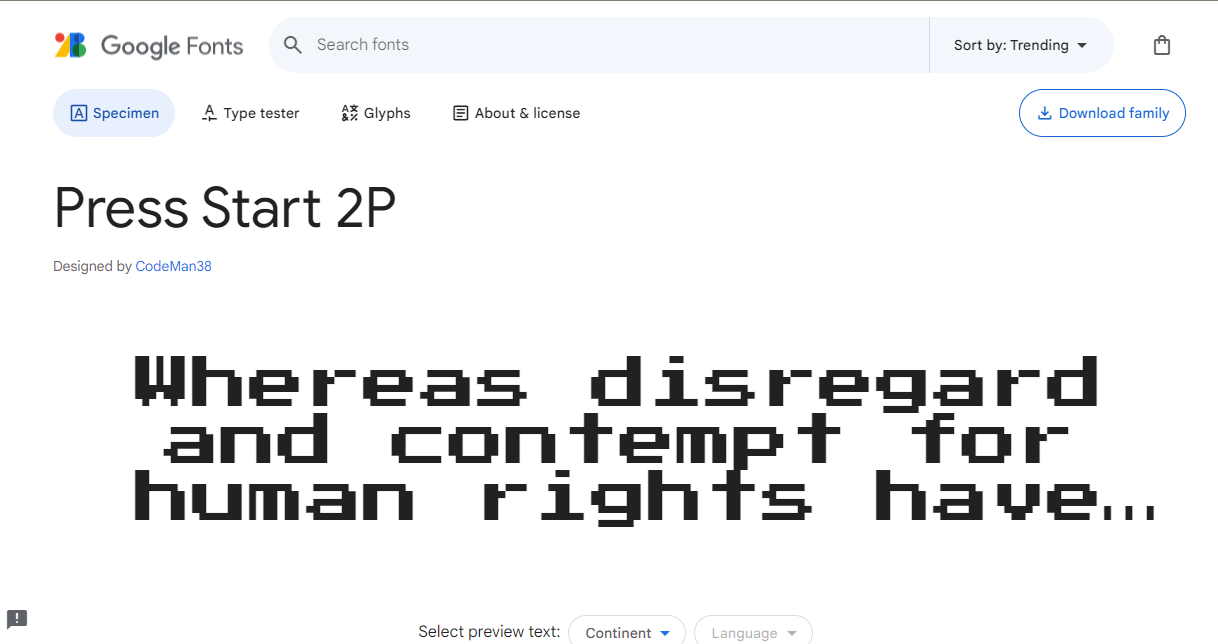 Google Fonts
Search fonts
Sort by: Trending
Specimen
Type tester
Glyphs
About & license
Download family
Press Start 2P
Designed by CodeMan38
Whereas disregard
and contempt for
human rights have...
Select preview text:
Continent
Language